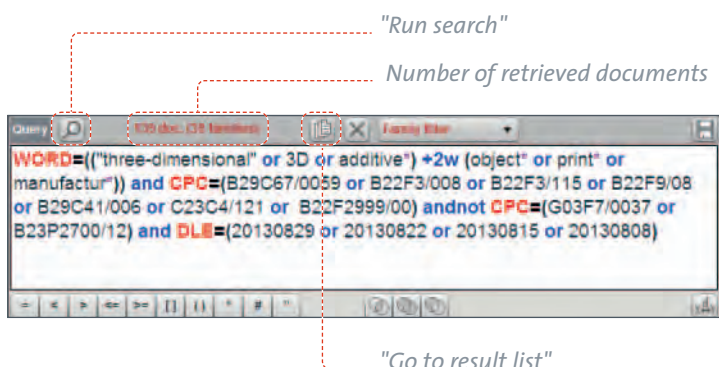 "Run search"
Number of retrieved documents
Query
Family filter
WORD=(("three-dimensional" or 3D or additive*) +2w (object* or print* or
manufactur*)) and CPC=(B29C67/0059 or B22F3/008 or B22F3/115 or B22F9/08
or B29C41/006 or C23C4/121 or B22F2999/00) andnot CPC=(G03F7/0037 or
B23P2700/12) and DLE=(20130829 or 20130822 or 20130815 or 20130808)
= < > <= >= [] () * # "
"Go to result list"